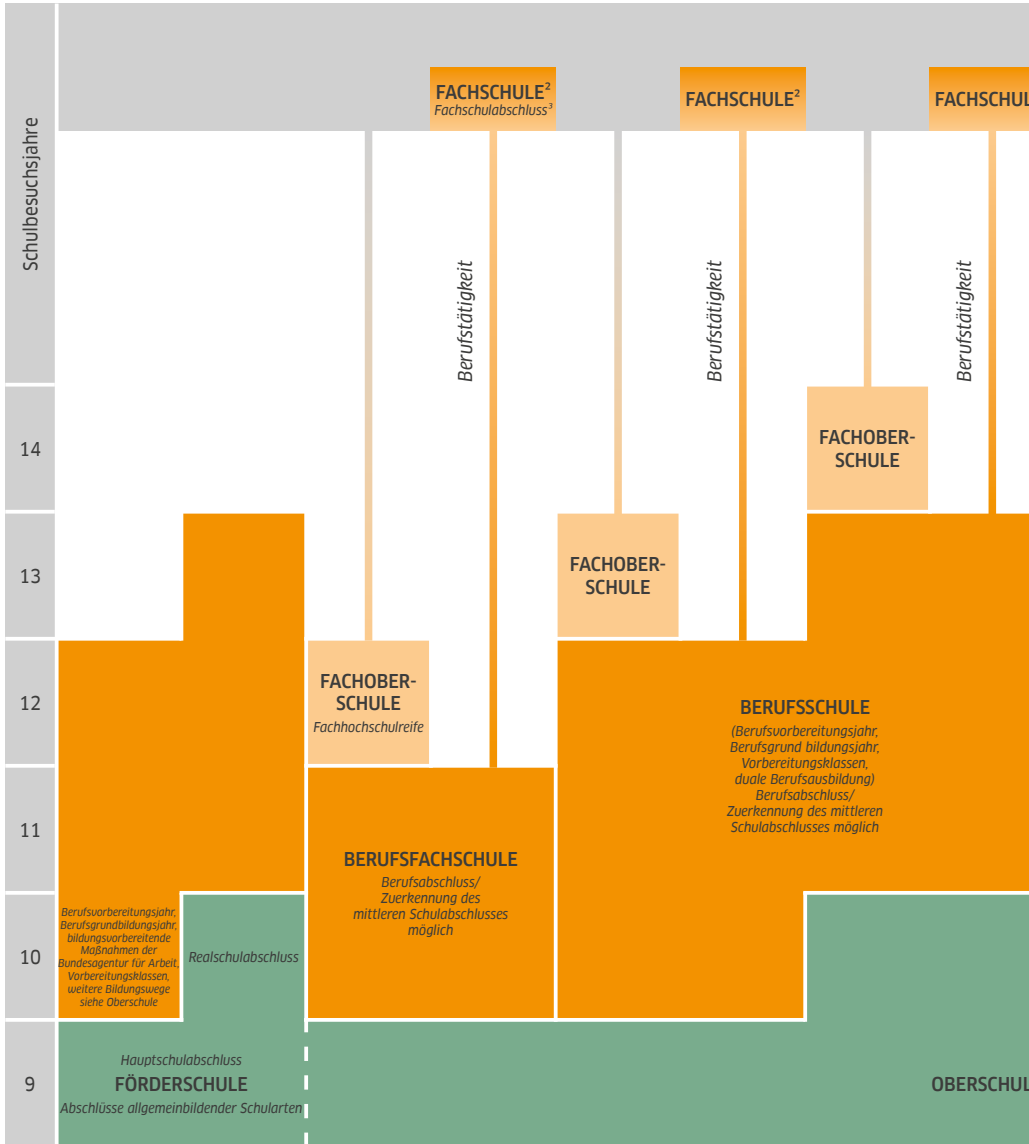 FACHSCHULE²
Fachschulabschluss³
FACHSCHULE²
FACHSCHUL
Schulbesuchsjahre
Berufstätigkeit
Berufstätigkeit
Berufstätigkeit
14
FACHOBER-
SCHULE
13
FACHOBER-
SCHULE
12
FACHOBER-
SCHULE
Fachhochschulreife
BERUFSSCHULE
(Berufsvorbereitungsjahr,
Berufsgrund bildungsjahr,
Vorbereitungsklassen,
duale Berufsausbildung)
Berufsabschluss/
Zuerkennung des mittleren
Schulabschlusses möglich
11
BERUFSFACHSCHULE
Berufsabschluss/
Zuerkennung des
mittleren Schulabschlusses
möglich
10
Berufsvorbereitungsjahr,
Berufsgrundbildungsjahr,
bildungsvorbereitende
Maßnahmen der
Bundesagentur für Arbeit,
Vorbereitungsklassen,
weitere Bildungswege
siehe Oberschule
Realschulabschluss
9
Hauptschulabschluss
FÖRDERSCHULE
Abschlüsse allgemeinbildender Schularten
OBERSCHUL